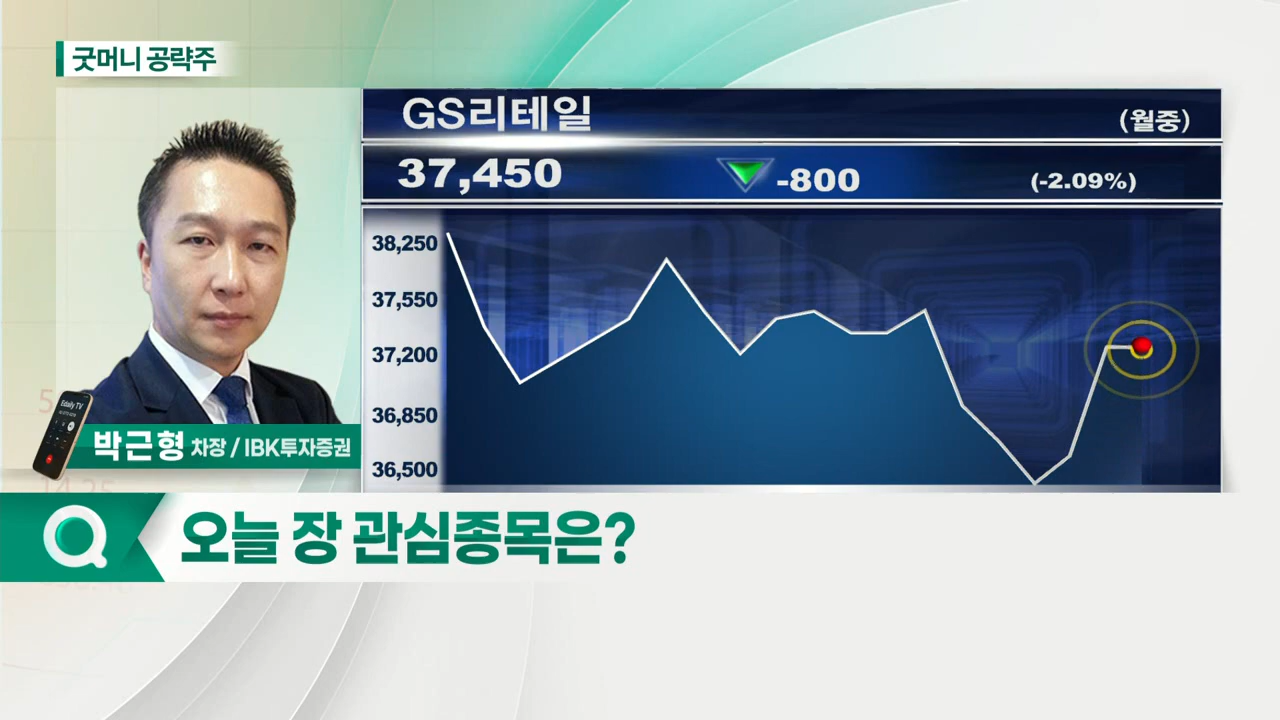 굿머니 공략주
GS리테일
(월중)
37,450
-800
(-2.09%)
38,250
37,550
37,200
36,850
36,500
Edaily TV
박근형 차장 / IBK투자증권
오늘 장 관심종목은?